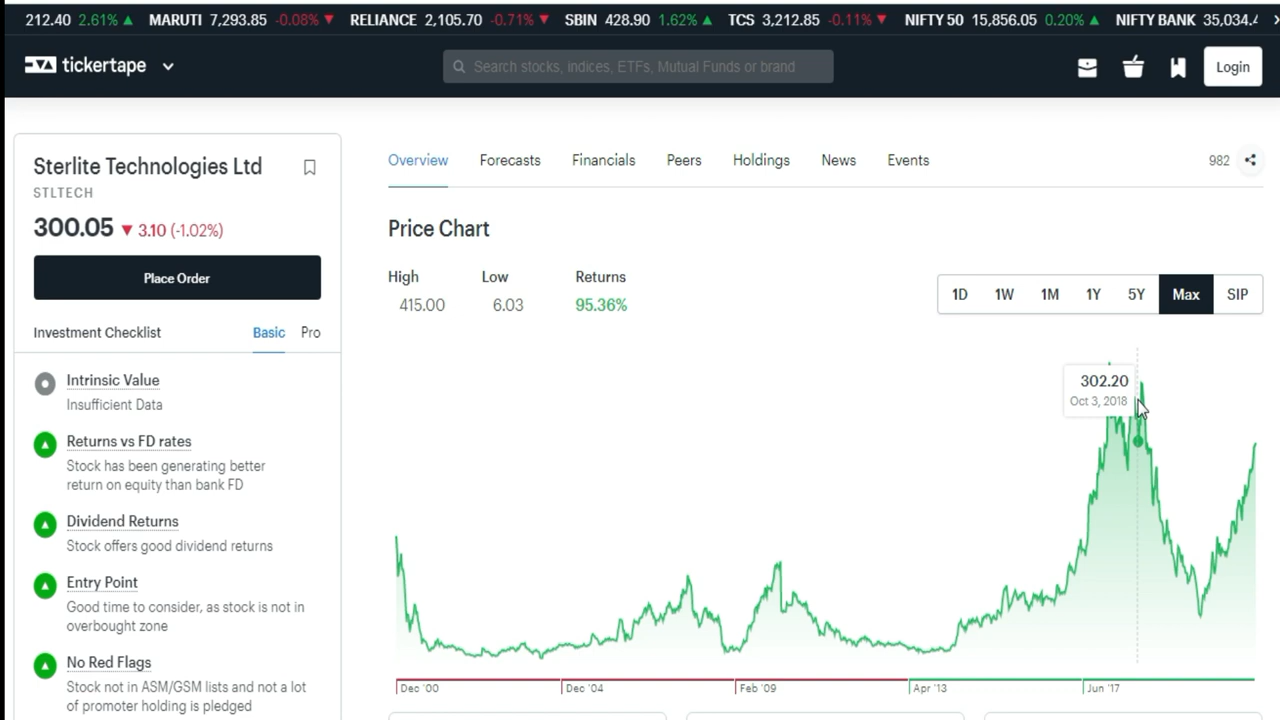 212.40 2.61% ▲ MARUTI 7,293.85 -0.08% ▼ RELIANCE 2,105.70 -0.71% ▼ SBIN 428.90 1.62% ▲ TCS 3,212.85 -0.11% ▼ NIFTY 50 15,856.05 0.20% ▲ NIFTY BANK 35,034.4
tickertape
Search stocks, indices, ETFs, Mutual Funds or brand
Login
Sterlite Technologies Ltd
STLTECH
300.05 ▼ 3.10 (-1.02%)
Place Order
Investment Checklist Basic Pro
Intrinsic Value
Insufficient Data
Returns vs FD rates
Stock has been generating better
return on equity than bank FD
Dividend Returns
Stock offers good dividend returns
Entry Point
Good time to consider, as stock is not in
overbought zone
No Red Flags
Stock not in ASM/GSM lists and not a lot
of promoter holding is pledged
Overview Forecasts Financials Peers Holdings News Events 982
Price Chart
High Low Returns
415.00 6.03 95.36%
1D 1W 1M 1Y 5Y Max SIP
302.20
Oct 3, 2018
Dec '00 Dec '04 Feb '09 Apr '13 Jun '17